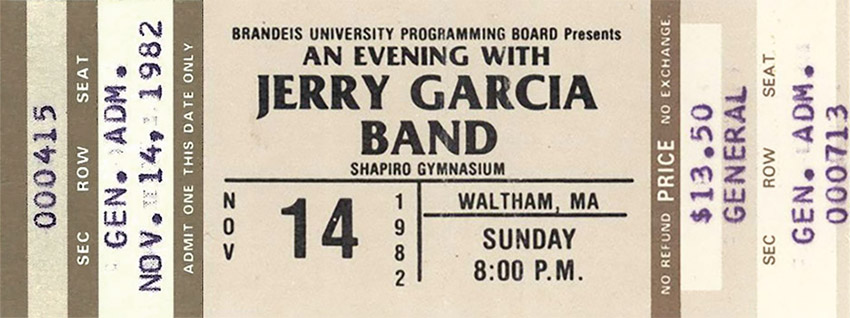 000415
SEC ROW SEAT
GEN. ADM.
NOV. 14, 1982
ADMIT ONE THIS DATE ONLY
BRANDEIS UNIVERSITY PROGRAMMING BOARD Presents
AN EVENING WITH
JERRY GARCIA
BAND
SHAPIRO GYMNASIUM
NOV
14
1982
WALTHAM, MA
SUNDAY
8:00 P.M.
NO REFUND PRICE NO EXCHANGE.
$13.50
GENERAL
SEC ROW SEAT
GEN. ADM.
000713